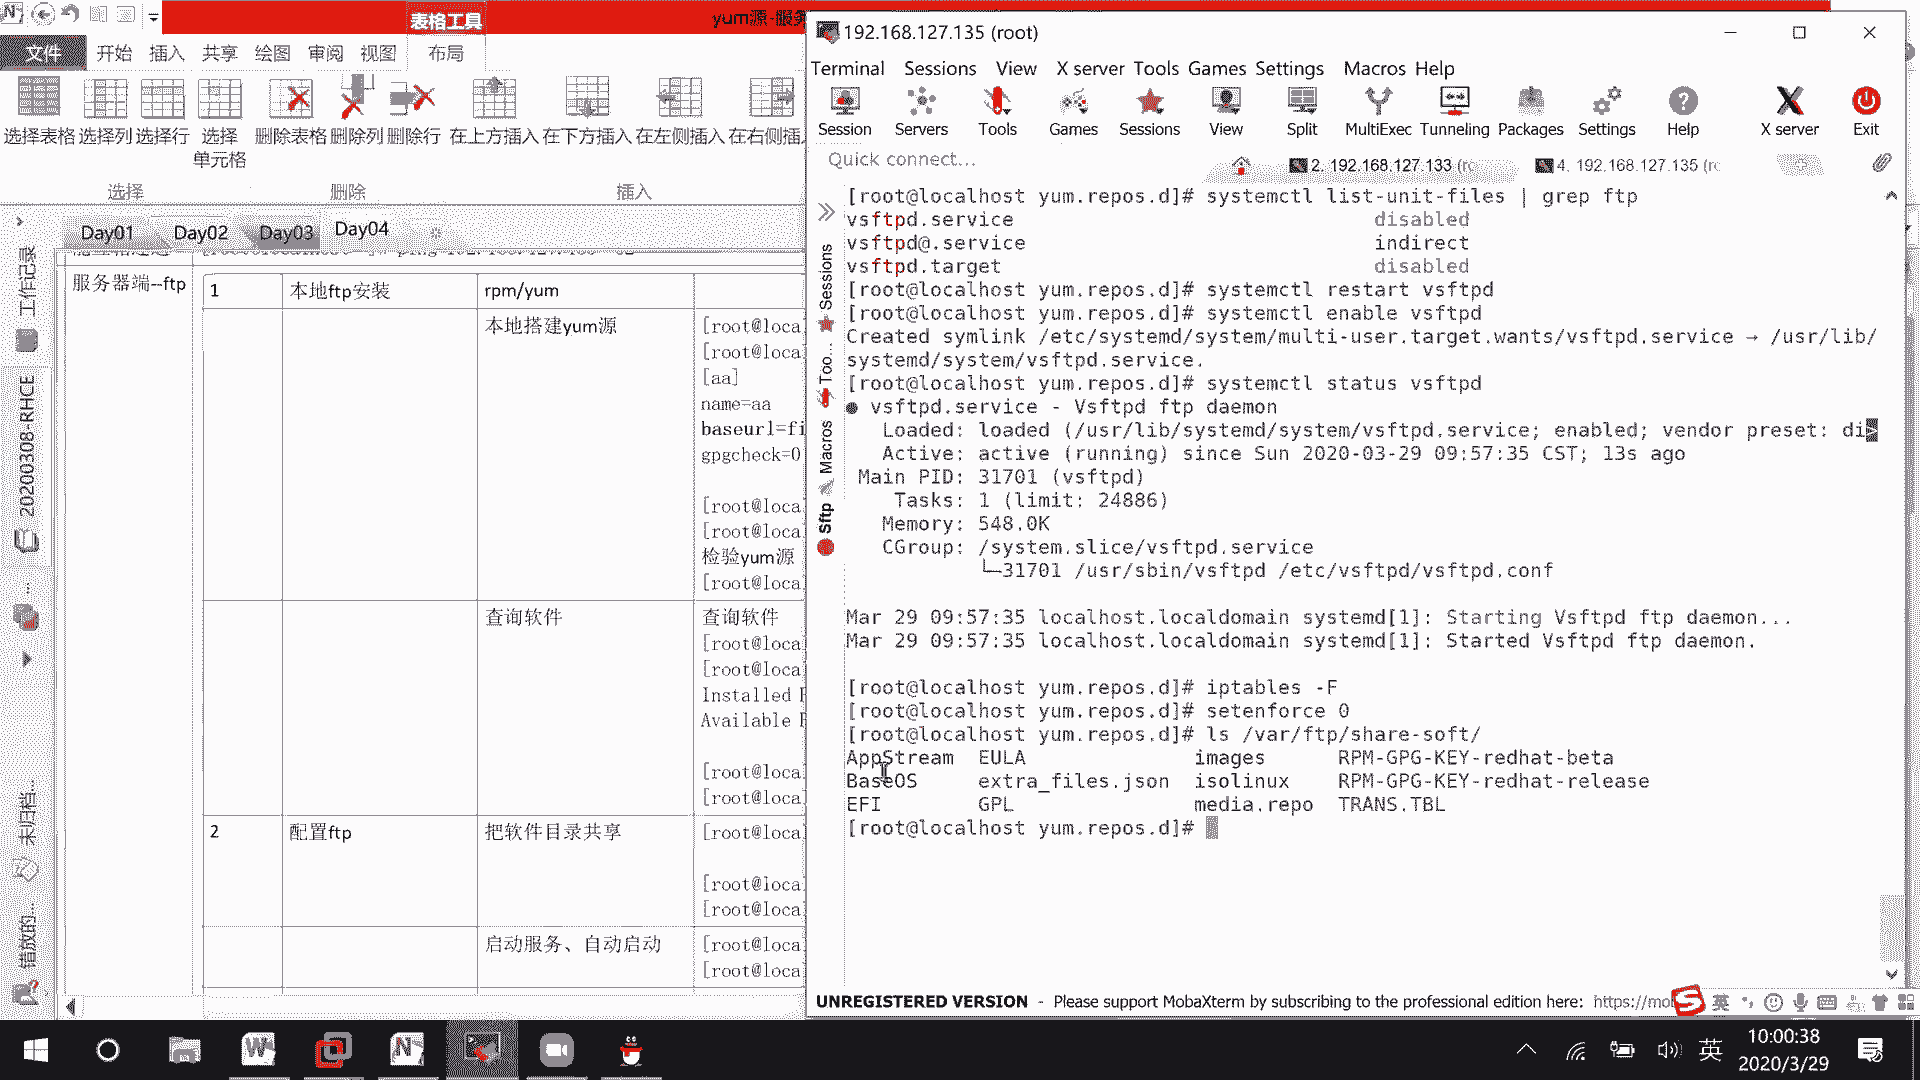 表格工具
yum源-服务
文件 开始 插入 共享 绘图 审阅 视图 布局
选择表格 选择列 选择行 选择单元格 删除表格 删除列 删除行 在上方插入 在下方插入 在左侧插入 在右侧插
选择 删除 插入
Day01 Day02 Day03 Day04
工作记录
20200308-RHCE
...
未归档...
错放的...
服务器端--ftp
1 本地ftp安装 rpm/yum
本地搭建yum源
[root@loca
[root@loca
[aa]
name=aa
baseurl=fi
gpgcheck=0
[root@loca
[root@loca
检验yum源
[root@loca
查询软件 查询软件
[root@loca
[root@loca
Installed
Available
[root@loca
[root@loca
2 配置ftp 把软件目录共享 [root@loca
[root@loca
[root@loca
启动服务、自动启动 [root@loca
[root@loca
192.168.127.135 (root)
Terminal Sessions View X server Tools Games Settings Macros Help
Session Servers Tools Games Sessions View Split MultiExec Tunneling Packages Settings Help X server Exit
Quick connect...
2. 192.168.127.133 (ro
4. 192.168.127.135 (ro
Sessions
Too...
Macros
Sftp
[root@localhost yum.repos.d]# systemctl list-unit-files | grep ftp
vsftpd.service disabled
vsftpd@.service indirect
vsftpd.target disabled
[root@localhost yum.repos.d]# systemctl restart vsftpd
[root@localhost yum.repos.d]# systemctl enable vsftpd
Created symlink /etc/systemd/system/multi-user.target.wants/vsftpd.service → /usr/lib/
systemd/system/vsftpd.service.
[root@localhost yum.repos.d]# systemctl status vsftpd
● vsftpd.service - Vsftpd ftp daemon
Loaded: loaded (/usr/lib/systemd/system/vsftpd.service; enabled; vendor preset: di>
Active: active (running) since Sun 2020-03-29 09:57:35 CST; 13s ago
Main PID: 31701 (vsftpd)
Tasks: 1 (limit: 24886)
Memory: 548.0K
CGroup: /system.slice/vsftpd.service
└─31701 /usr/sbin/vsftpd /etc/vsftpd/vsftpd.conf
Mar 29 09:57:35 localhost.localdomain systemd[1]: Starting Vsftpd ftp daemon...
Mar 29 09:57:35 localhost.localdomain systemd[1]: Started Vsftpd ftp daemon.
[root@localhost yum.repos.d]# iptables -F
[root@localhost yum.repos.d]# setenforce 0
[root@localhost yum.repos.d]# ls /var/ftp/share-soft/
AppStream EULA images RPM-GPG-KEY-redhat-beta
BaseOS extra_files.json isolinux RPM-GPG-KEY-redhat-release
EFI GPL media.repo TRANS.TBL
[root@localhost yum.repos.d]#
UNREGISTERED VERSION - Please support MobaXterm by subscribing to the professional edition here: https://mo
英
英
10:00:38
2020/3/29